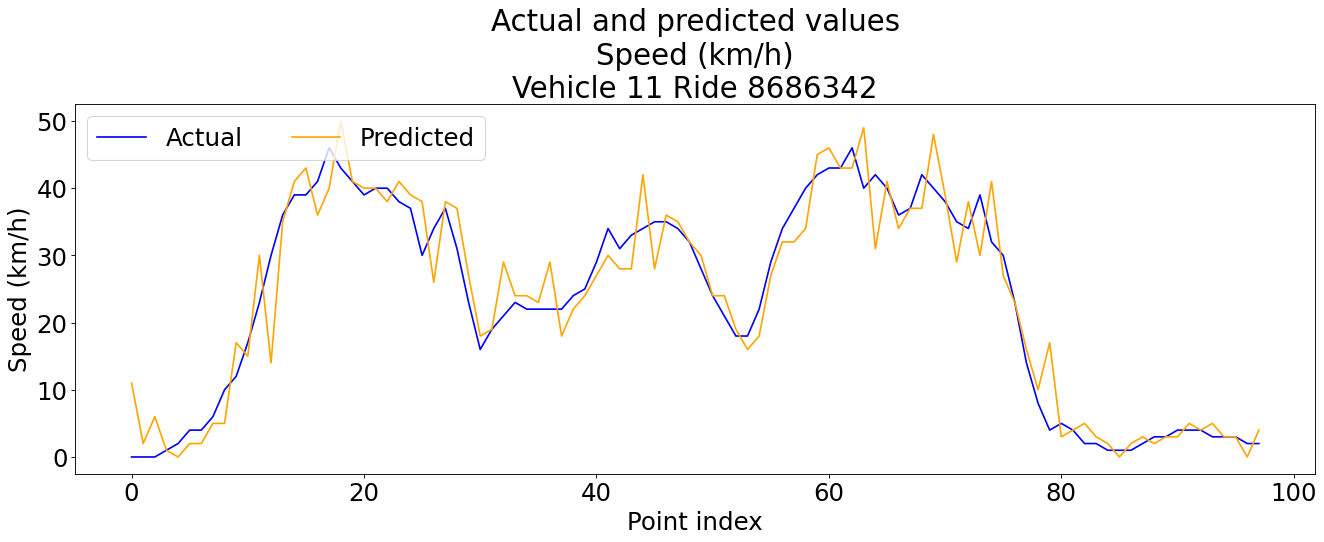 Actual and predicted values
Speed (km/h)
Vehicle 11 Ride 8686342
Actual Predicted
Speed (km/h)
50
40
30
20
10
0
0 20 40 60 80 100
Point index